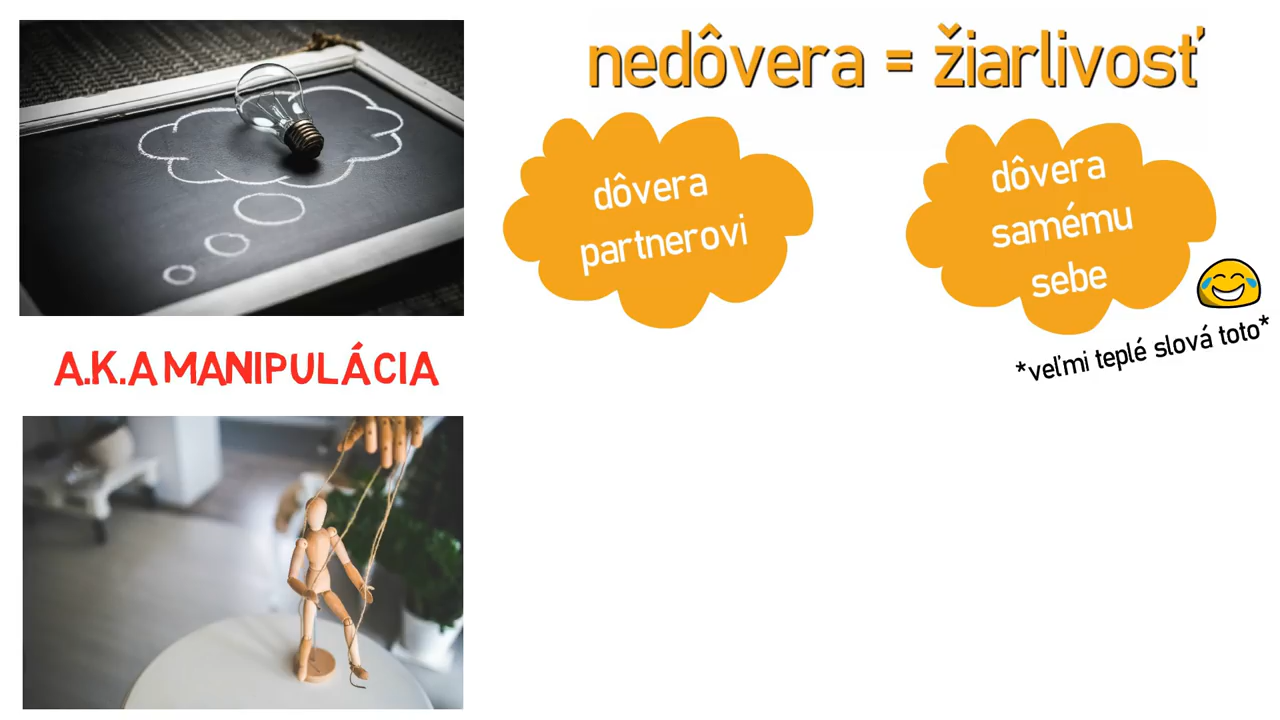 nedôvera = žiarlivosť
dôvera
partnerovi
dôvera
samému
sebe
*veľmi teplé slová toto*
A.K.A MANIPULÁCIA